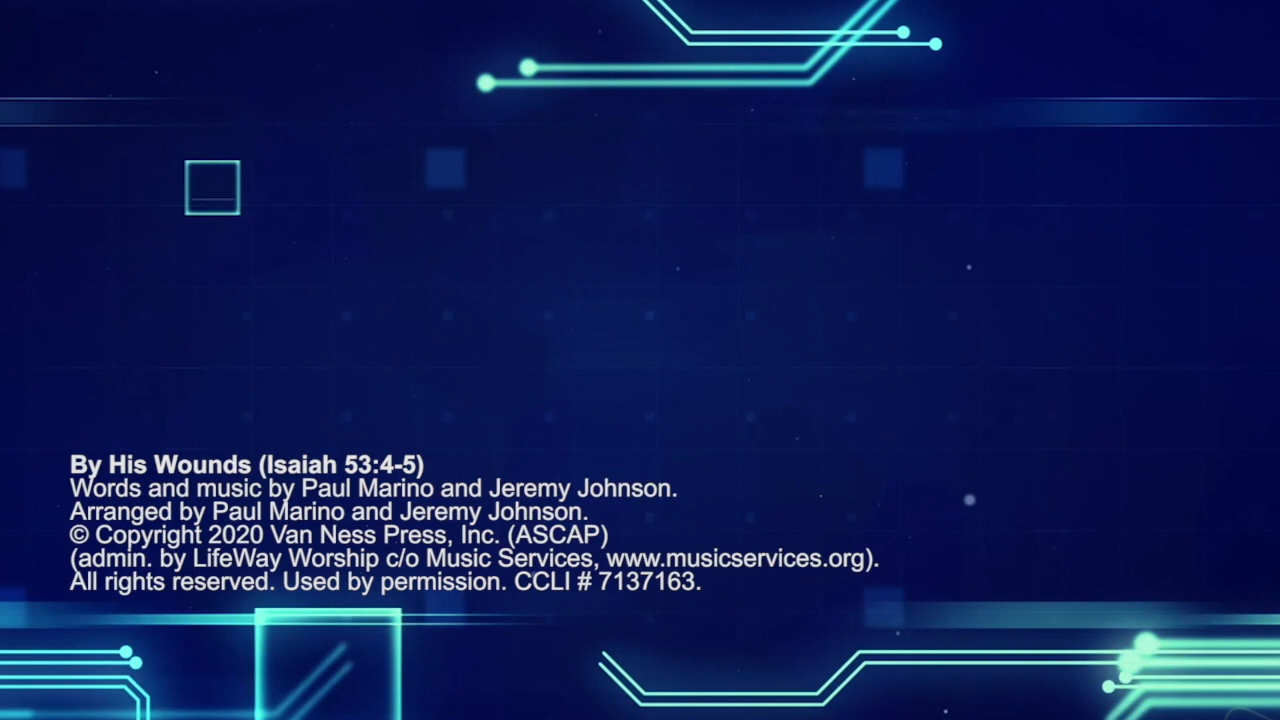 By His Wounds (Isaiah 53:4-5)
Words and music by Paul Marino and Jeremy Johnson.
Arranged by Paul Marino and Jeremy Johnson.
© Copyright 2020 Van Ness Press, Inc. (ASCAP)
(admin. by LifeWay Worship c/o Music Services, www.musicservices.org).
All rights reserved. Used by permission. CCLI # 7137163.